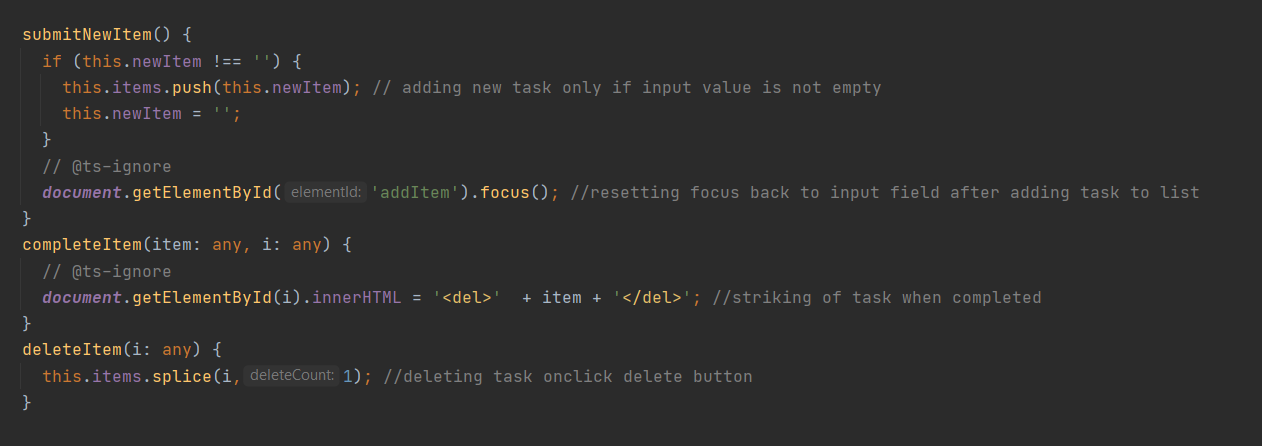 submitNewItem() {
if (this.newItem !== '') {
this.items.push(this.newItem); // adding new task only if input value is not empty
this.newItem = '';
}
// @ts-ignore
document.getElementById( elementId: 'addItem').focus(); //resetting focus back to input field after adding task to list
}
completeItem(item: any, i: any) {
// @ts-ignore
document.getElementById(i).innerHTML = '<del>'  + item + '</del>'; //striking of task when completed
}
deleteItem(i: any) {
this.items.splice(i, deleteCount: 1); //deleting task onclick delete button
}